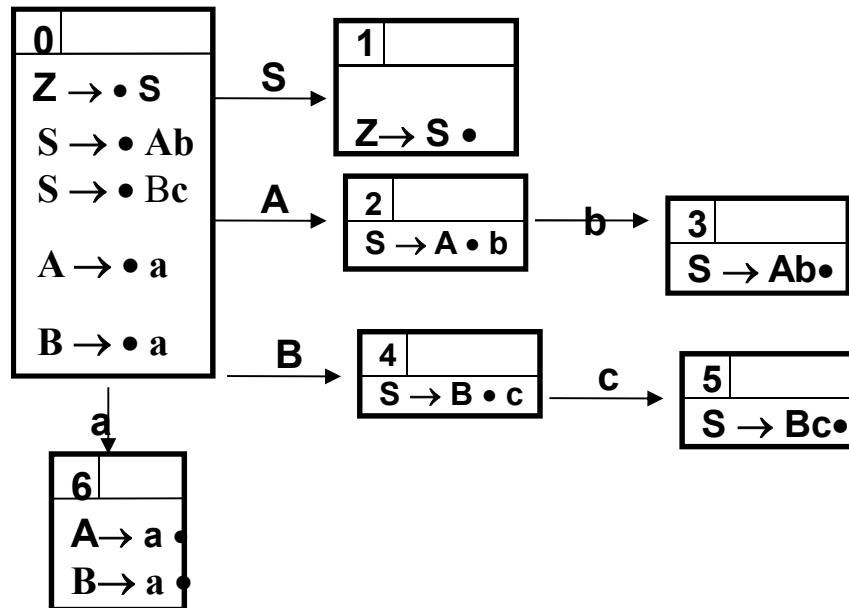 0
Z → • S
S → • Ab
S → • Bc
A → • a
B → • a
S
1
Z → S •
A
2
S → A • b
b
3
S → Ab•
B
4
S → B • c
c
5
S → Bc•
a
6
A → a •
B → a •